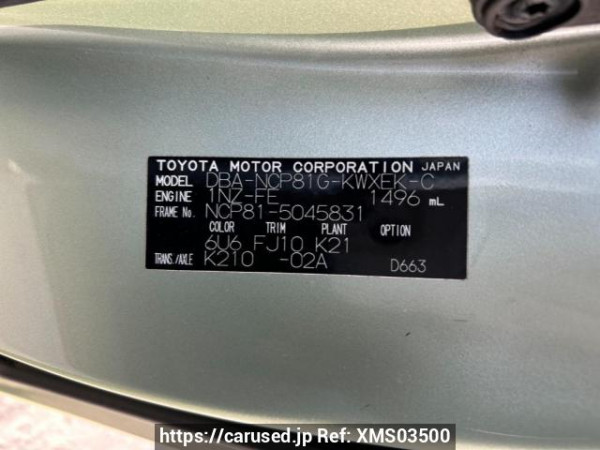 TOYOTA MOTOR CORPORATION JAPAN
MODEL DBA-NCP81G-KWXEK-C
ENGINE 1NZ-FE 1496 mL
FRAME No. NCP81-5045831
COLOR TRIM PLANT OPTION
6U6 FJ10 K21
TRANS./AXLE K210 -02A D663
https://carused.jp Ref: XMS03500